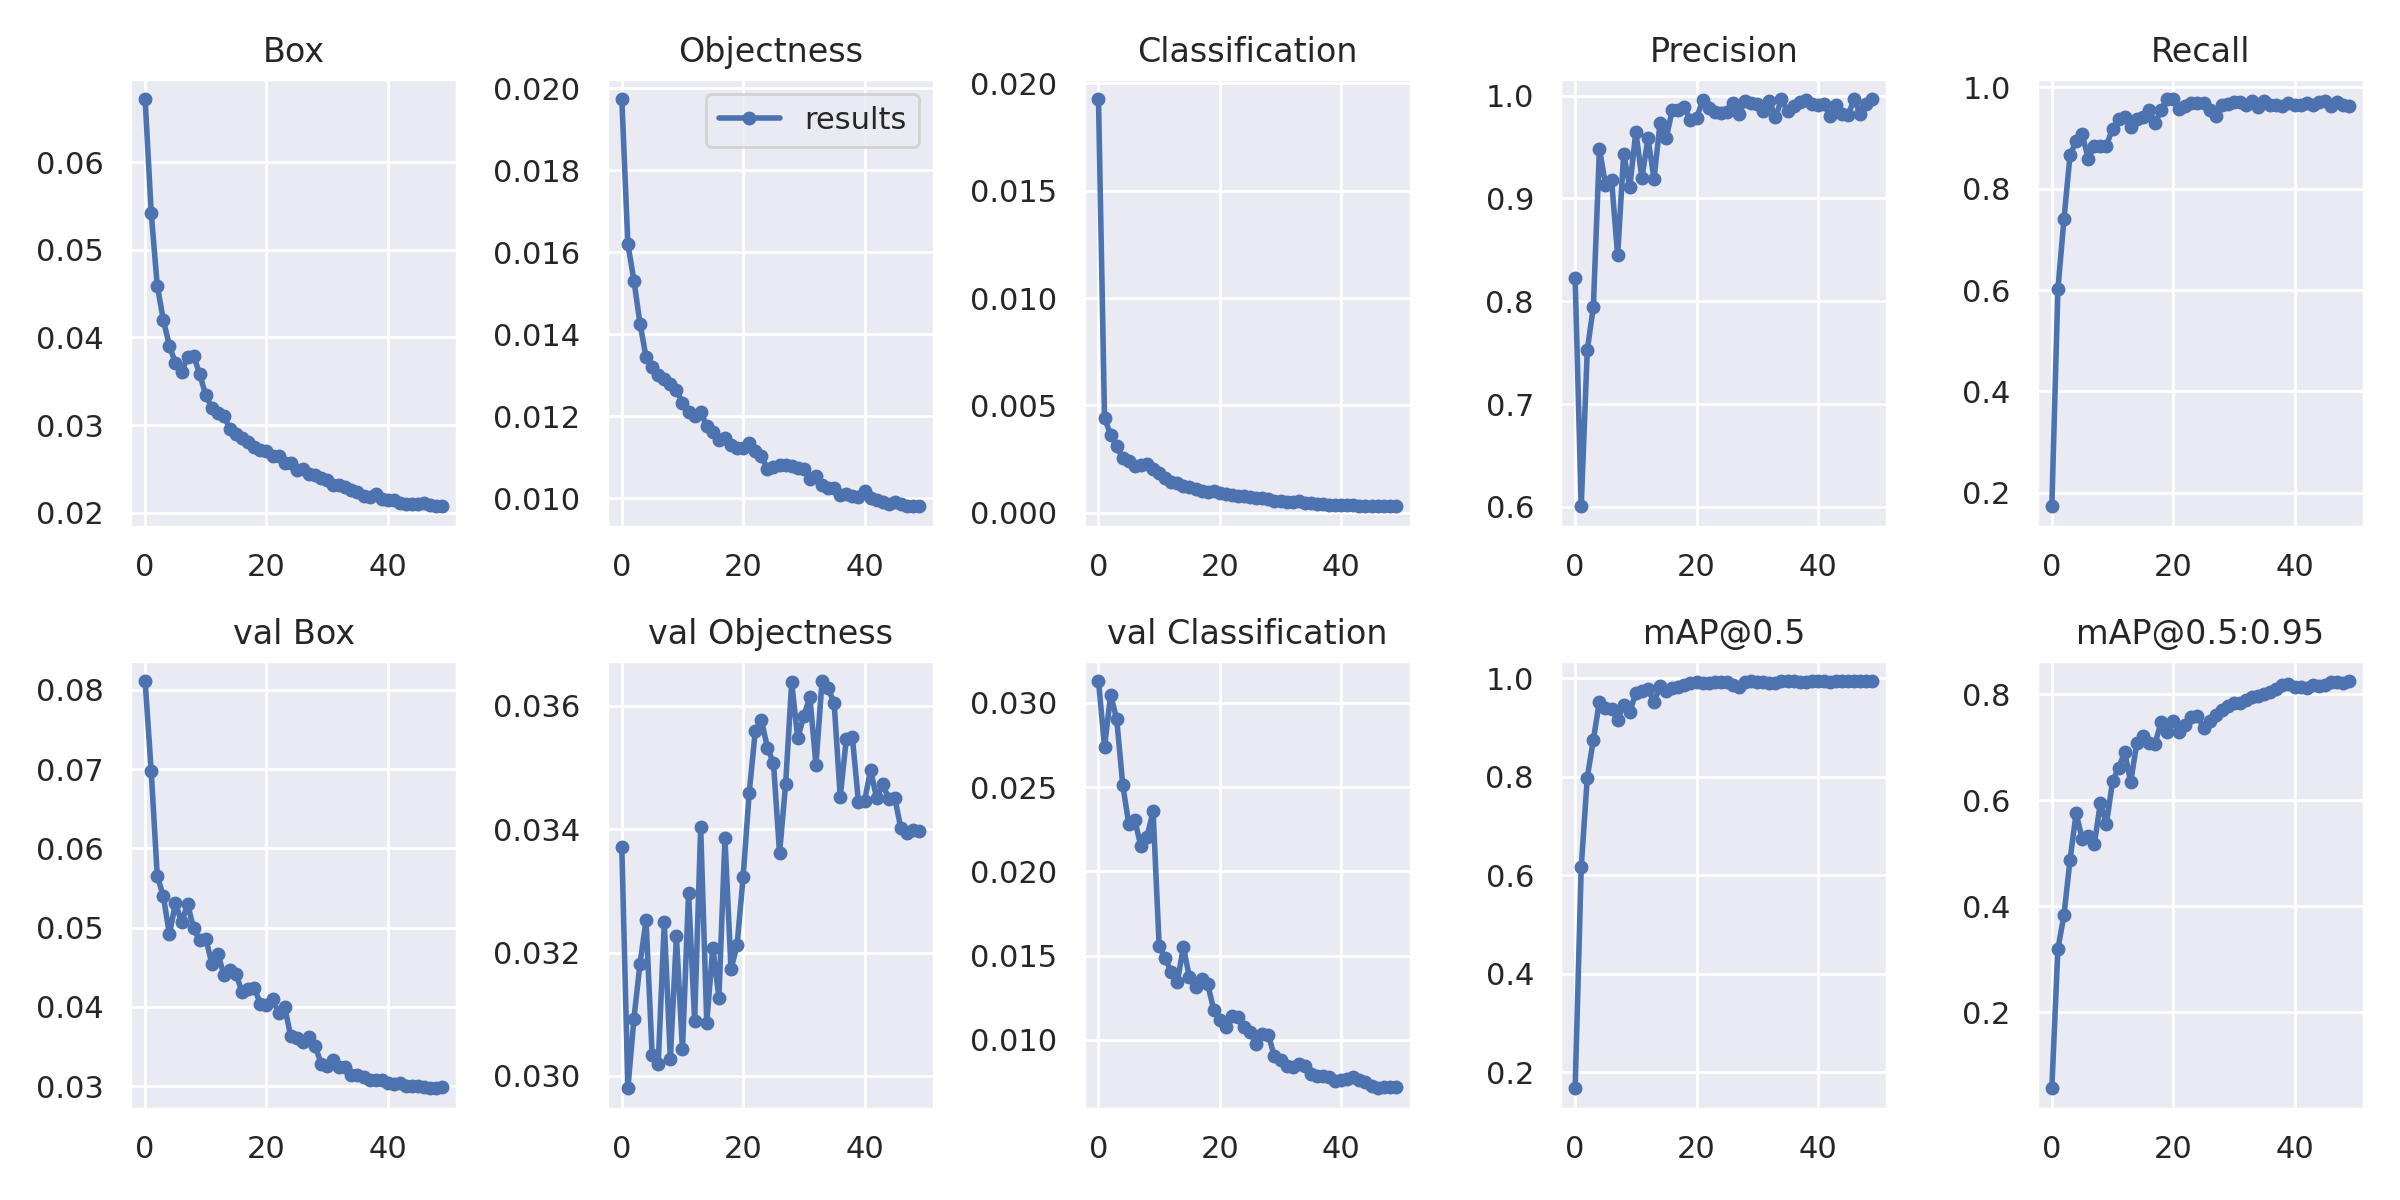 Box
0.06
0.05
0.04
0.03
0.02
0 20 40
Objectness
results
0.020
0.018
0.016
0.014
0.012
0.010
0 20 40
Classification
0.020
0.015
0.010
0.005
0.000
0 20 40
Precision
1.0
0.9
0.8
0.7
0.6
0 20 40
Recall
1.0
0.8
0.6
0.4
0.2
0 20 40
val Box
0.08
0.07
0.06
0.05
0.04
0.03
0 20 40
val Objectness
0.036
0.034
0.032
0.030
0 20 40
val Classification
0.030
0.025
0.020
0.015
0.010
0 20 40
mAP@0.5
1.0
0.8
0.6
0.4
0.2
0 20 40
mAP@0.5:0.95
0.8
0.6
0.4
0.2
0 20 40